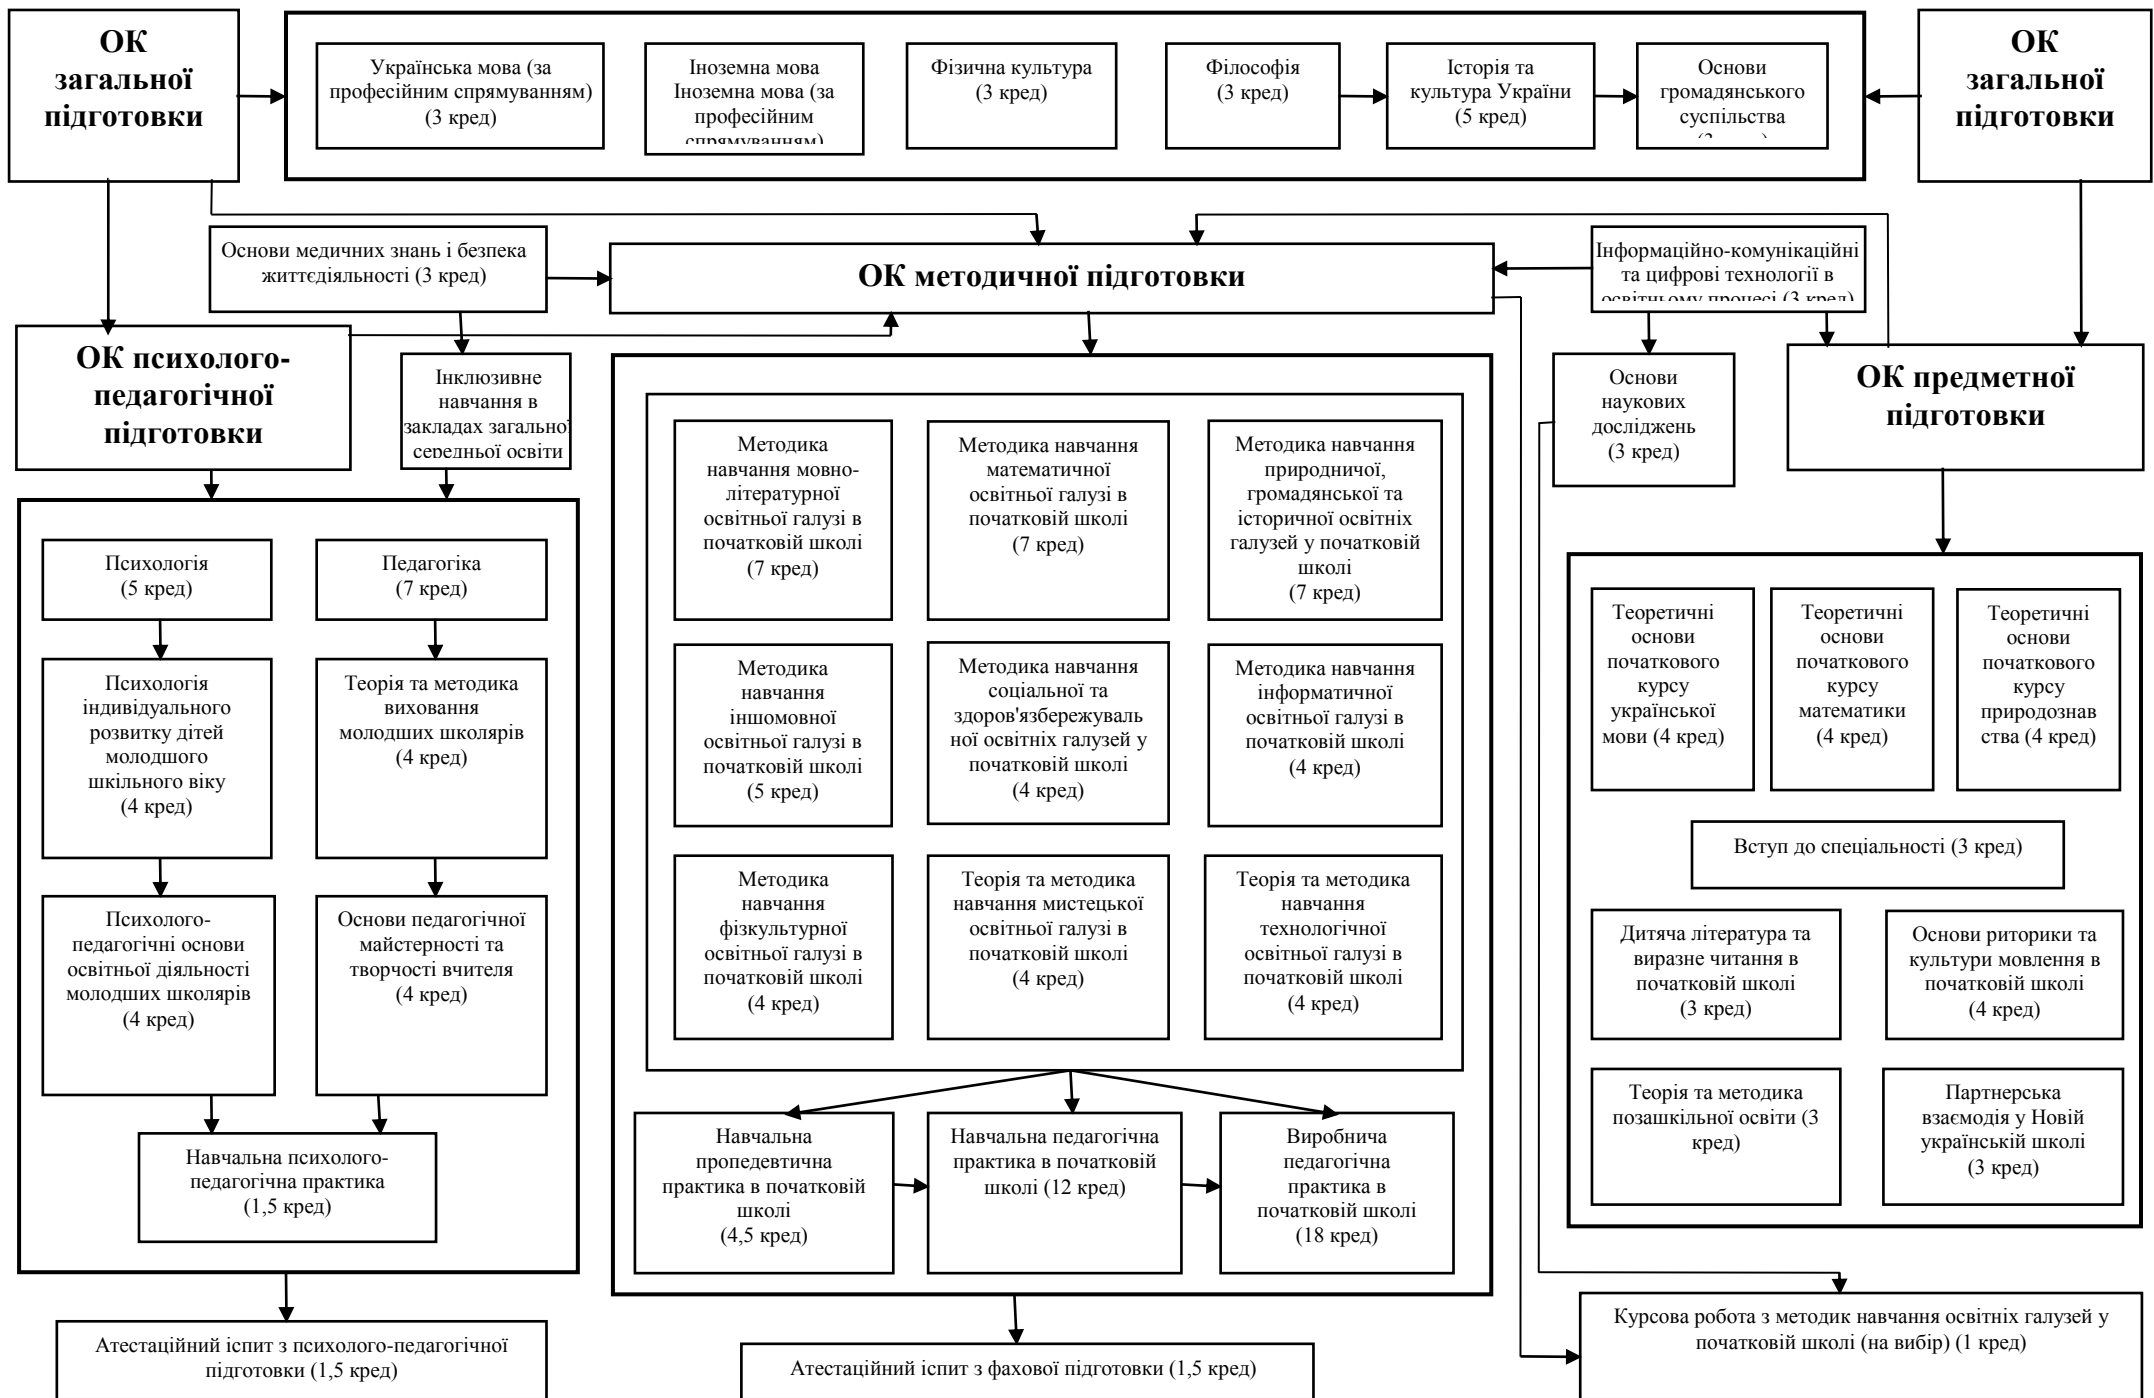 ОК
загальної
підготовки
Українська мова (за
професійним спрямуванням)
(3 кред)
Іноземна мова
Іноземна мова (за
професійним
спрямуванням)
Фізична культура
(3 кред)
Філософія
(3 кред)
Історія та
культура України
(5 кред)
Основи
громадянського
суспільства
ОК
загальної
підготовки
Основи медичних знань і безпека
життєдіяльності (3 кред)
ОК методичної підготовки
Інформаційно-комунікаційні
та цифрові технології в
освітньому процесі (3 кред)
ОК психолого-
педагогічної
підготовки
Інклюзивне
навчання в
закладах загальної
середньої освіти
Основи
наукових
досліджень
(3 кред)
ОК предметної
підготовки
Психологія
(5 кред)
Педагогіка
(7 кред)
Психологія
індивідуального
розвитку дітей
молодшого
шкільного віку
(4 кред)
Теорія та методика
виховання
молодших школярів
(4 кред)
Психолого-
педагогічні основи
освітньої діяльності
молодших школярів
(4 кред)
Основи педагогічної
майстерності та
творчості вчителя
(4 кред)
Навчальна психолого-
педагогічна практика
(1,5 кред)
Атестаційний іспит з психолого-педагогічної
підготовки (1,5 кред)
Методика
навчання мовно-
літературної
освітньої галузі в
початковій школі
(7 кред)
Методика навчання
математичної
освітньої галузі в
початковій школі
(7 кред)
Методика навчання
природничої,
громадянської та
історичної освітніх
галузей у початковій
школі
(7 кред)
Методика
навчання
іншомовної
освітньої галузі в
початковій школі
(5 кред)
Методика навчання
соціальної та
здоров'язбережуваль
ної освітніх галузей у
початковій школі
(4 кред)
Методика навчання
інформатичної
освітньої галузі в
початковій школі
(4 кред)
Методика
навчання
фізкультурної
освітньої галузі в
початковій школі
(4 кред)
Теорія та методика
навчання мистецької
освітньої галузі в
початковій школі
(4 кред)
Теорія та методика
навчання
технологічної
освітньої галузі в
початковій школі
(4 кред)
Навчальна
пропедевтична
практика в початковій
школі
(4,5 кред)
Навчальна педагогічна
практика в початковій
школі (12 кред)
Виробнича
педагогічна
практика в
початковій школі
(18 кред)
Атестаційний іспит з фахової підготовки (1,5 кред)
Теоретичні
основи
початкового
курсу
української
мови (4 кред)
Теоретичні
основи
початкового
курсу
математики
(4 кред)
Теоретичні
основи
початкового
курсу
природознав
ства (4 кред)
Вступ до спеціальності (3 кред)
Дитяча література та
виразне читання в
початковій школі
(3 кред)
Основи риторики та
культури мовлення в
початковій школі
(4 кред)
Теорія та методика
позашкільної освіти (3
кред)
Партнерська
взаємодія у Новій
українській школі
(3 кред)
Курсова робота з методик навчання освітніх галузей у
початковій школі (на вибір) (1 кред)